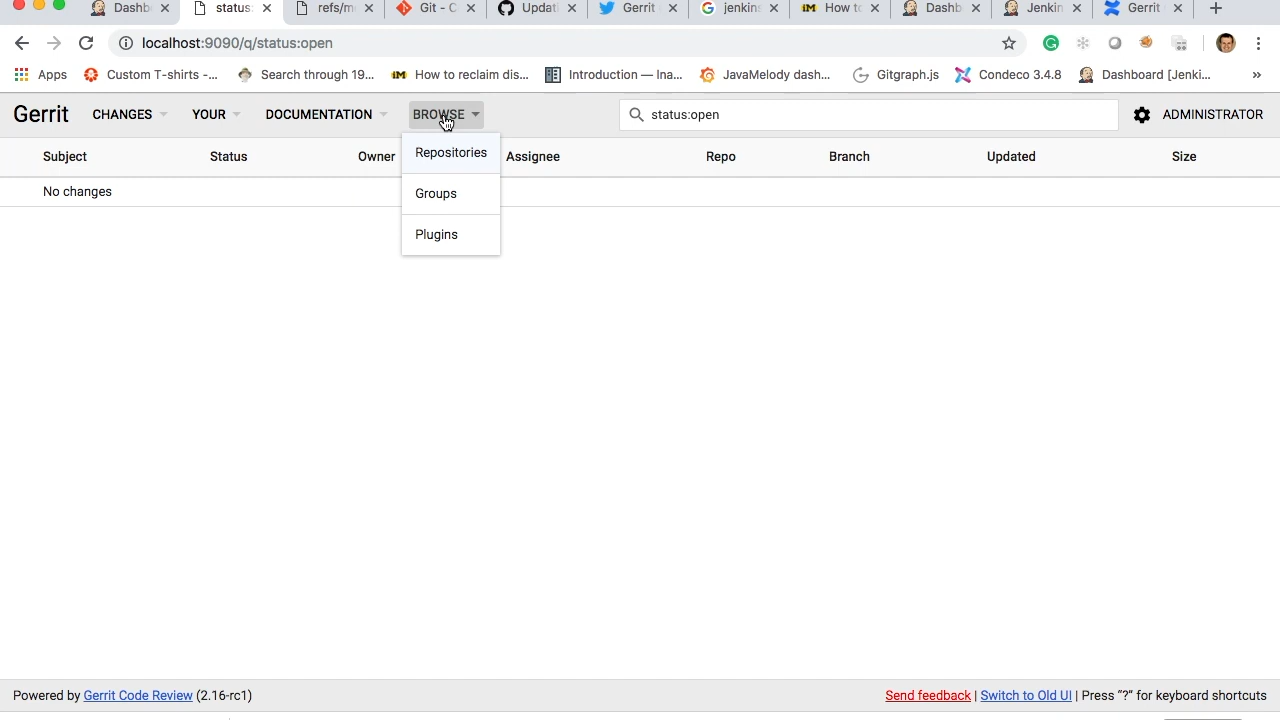 Dashb status: refs/m Git - C Updati Gerrit jenkins How to Dashb Jenkin Gerrit
localhost:9090/q/status:open
Apps Custom T-shirts -... Search through 19... How to reclaim dis... Introduction — Ina... JavaMelody dash... Gitgraph.js Condeco 3.4.8 Dashboard [Jenki... »
Gerrit CHANGES YOUR DOCUMENTATION BROWSE status:open ADMINISTRATOR
Subject Status Owner Assignee Repo Branch Updated Size
No changes
Repositories
Groups
Plugins
Powered by Gerrit Code Review (2.16-rc1) Send feedback | Switch to Old UI | Press “?” for keyboard shortcuts